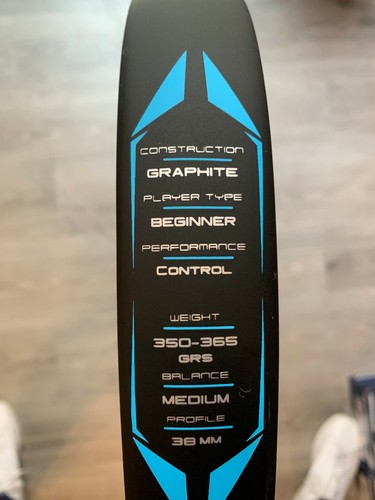 CONSTRUCTION
GRAPHITE
PLAYER TYPE
BEGINNER
PERFORMANCE
CONTROL
WEIGHT
350-365
GRS
BALANCE
MEDIUM
PROFILE
38 MM